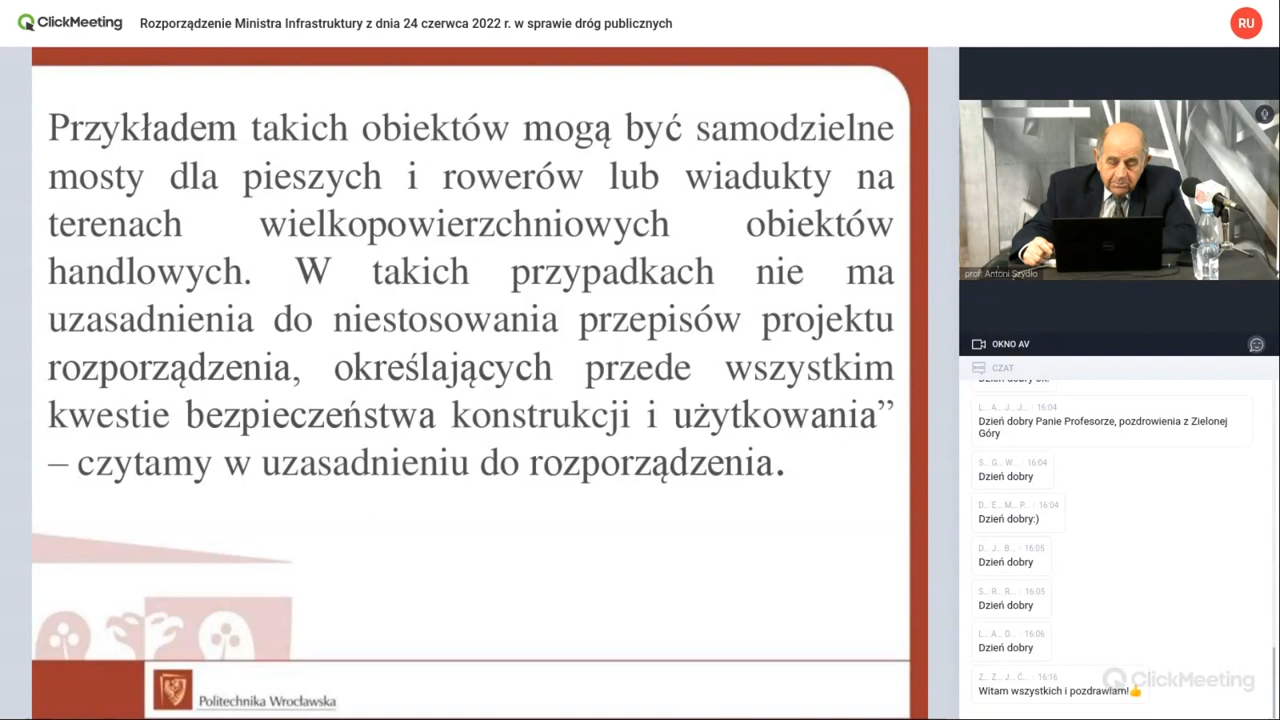 ClickMeeting
Rozporządzenie Ministra Infrastruktury z dnia 24 czerwca 2022 r. w sprawie dróg publicznych
RU
Przykładem takich obiektów mogą być samodzielne
mosty dla pieszych i rowerów lub wiadukty na
terenach wielkopowierzchniowych obiektów
handlowych. W takich przypadkach nie ma
uzasadnienia do niestosowania przepisów projektu
rozporządzenia, określających przede wszystkim
kwestie bezpieczeństwa konstrukcji i użytkowania”
– czytamy w uzasadnieniu do rozporządzenia.
Politechnika Wrocławska
prof. Antoni Szydło
OKNO AV
CZAT
L... A... J... J... 16:04
Dzień dobry Panie Profesorze, pozdrowienia z Zielonej
Góry
S... G... W... 16:04
Dzień dobry
D... E... M... P... 16:04
Dzień dobry:)
D... J... B... 16:05
Dzień dobry
S... R... R... 16:05
Dzień dobry
L... A... D... 16:06
Dzień dobry
Z... Z... J... C... 16:16
Witam wszystkich i pozdrawiam!👍
ClickMeeting